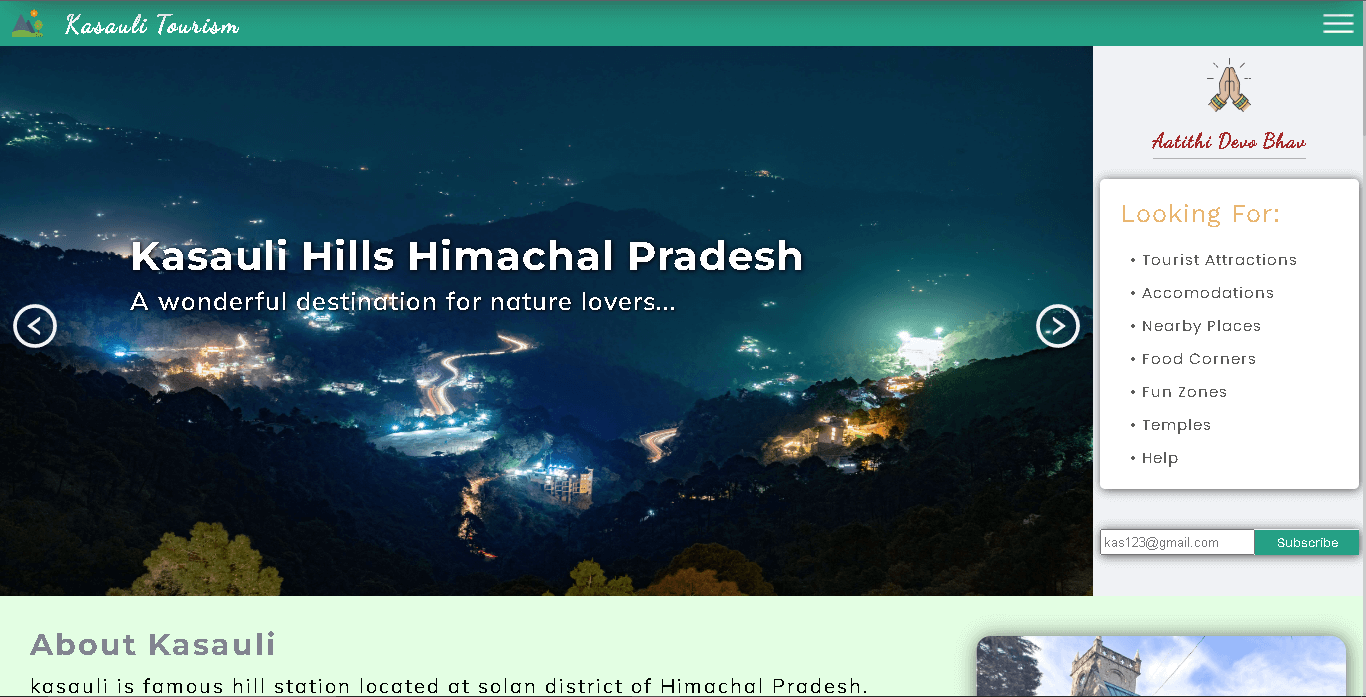 Kasauli Tourism
Aatithi Devo Bhav
Kasauli Hills Himachal Pradesh
A wonderful destination for nature lovers...
Looking For:
• Tourist Attractions
• Accomodations
• Nearby Places
• Food Corners
• Fun Zones
• Temples
• Help
kas123@gmail.com
Subscribe
About Kasauli
kasauli is famous hill station located at solan district of Himachal Pradesh.